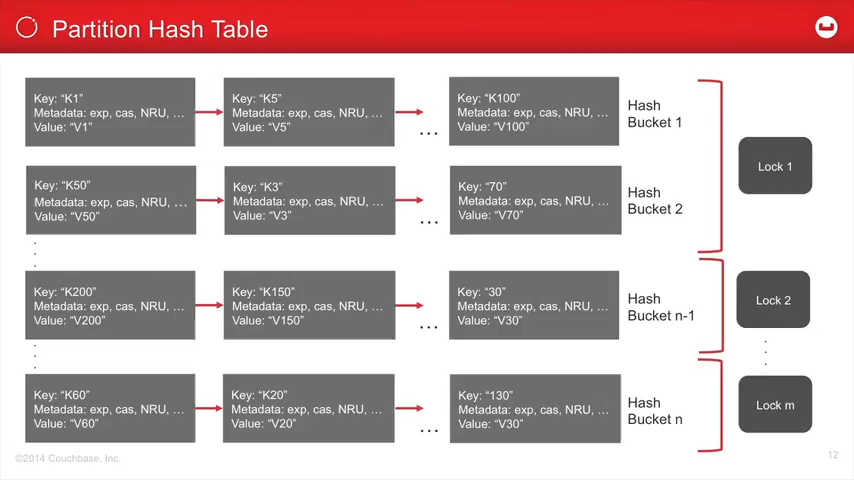 Partition Hash Table
Key: “K1”
Metadata: exp, cas, NRU, …
Value: “V1”
Key: “K5”
Metadata: exp, cas, NRU, …
Value: “V5”
…
Key: “K100”
Metadata: exp, cas, NRU, …
Value: “V100”
Hash
Bucket 1
Lock 1
Key: “K50”
Metadata: exp, cas, NRU, …
Value: “V50”
Key: “K3”
Metadata: exp, cas, NRU, …
Value: “V3”
…
Key: “70”
Metadata: exp, cas, NRU, …
Value: “V70”
Hash
Bucket 2
Key: “K200”
Metadata: exp, cas, NRU, …
Value: “V200”
Key: “K150”
Metadata: exp, cas, NRU, …
Value: “V150”
…
Key: “30”
Metadata: exp, cas, NRU, …
Value: “V30”
Hash
Bucket n-1
Lock 2
Key: “K60”
Metadata: exp, cas, NRU, …
Value: “V60”
Key: “K20”
Metadata: exp, cas, NRU, …
Value: “V20”
…
Key: “130”
Metadata: exp, cas, NRU, …
Value: “V30”
Hash
Bucket n
Lock m
©2014 Couchbase, Inc.
12